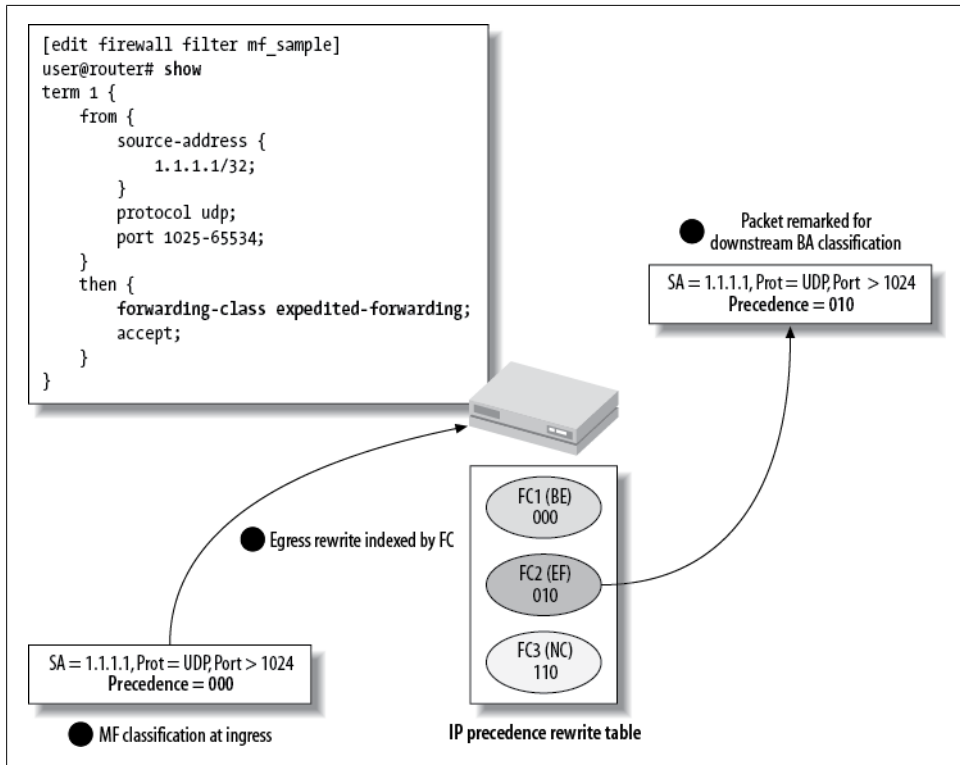 [edit firewall filter mf_sample]
user@router# show
term 1 {
    from {
        source-address {
            1.1.1.1/32;
        }
        protocol udp;
        port 1025-65534;
    }
    then {
        forwarding-class expedited-forwarding;
        accept;
    }
}
Packet remarked for
downstream BA classification
SA = 1.1.1.1, Prot = UDP, Port > 1024
Precedence = 010
Egress rewrite indexed by FC
FC1 (BE)
000
FC2 (EF)
010
FC3 (NC)
110
IP precedence rewrite table
SA = 1.1.1.1, Prot = UDP, Port > 1024
Precedence = 000
MF classification at ingress